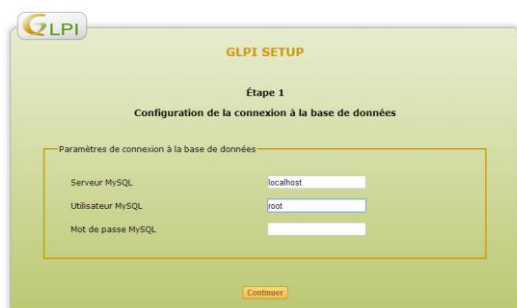 GLPI
GLPI SETUP
Étape 1
Configuration de la connexion à la base de données
Paramètres de connexion à la base de données
Serveur MySQL localhost
Utilisateur MySQL root
Mot de passe MySQL
Continuer